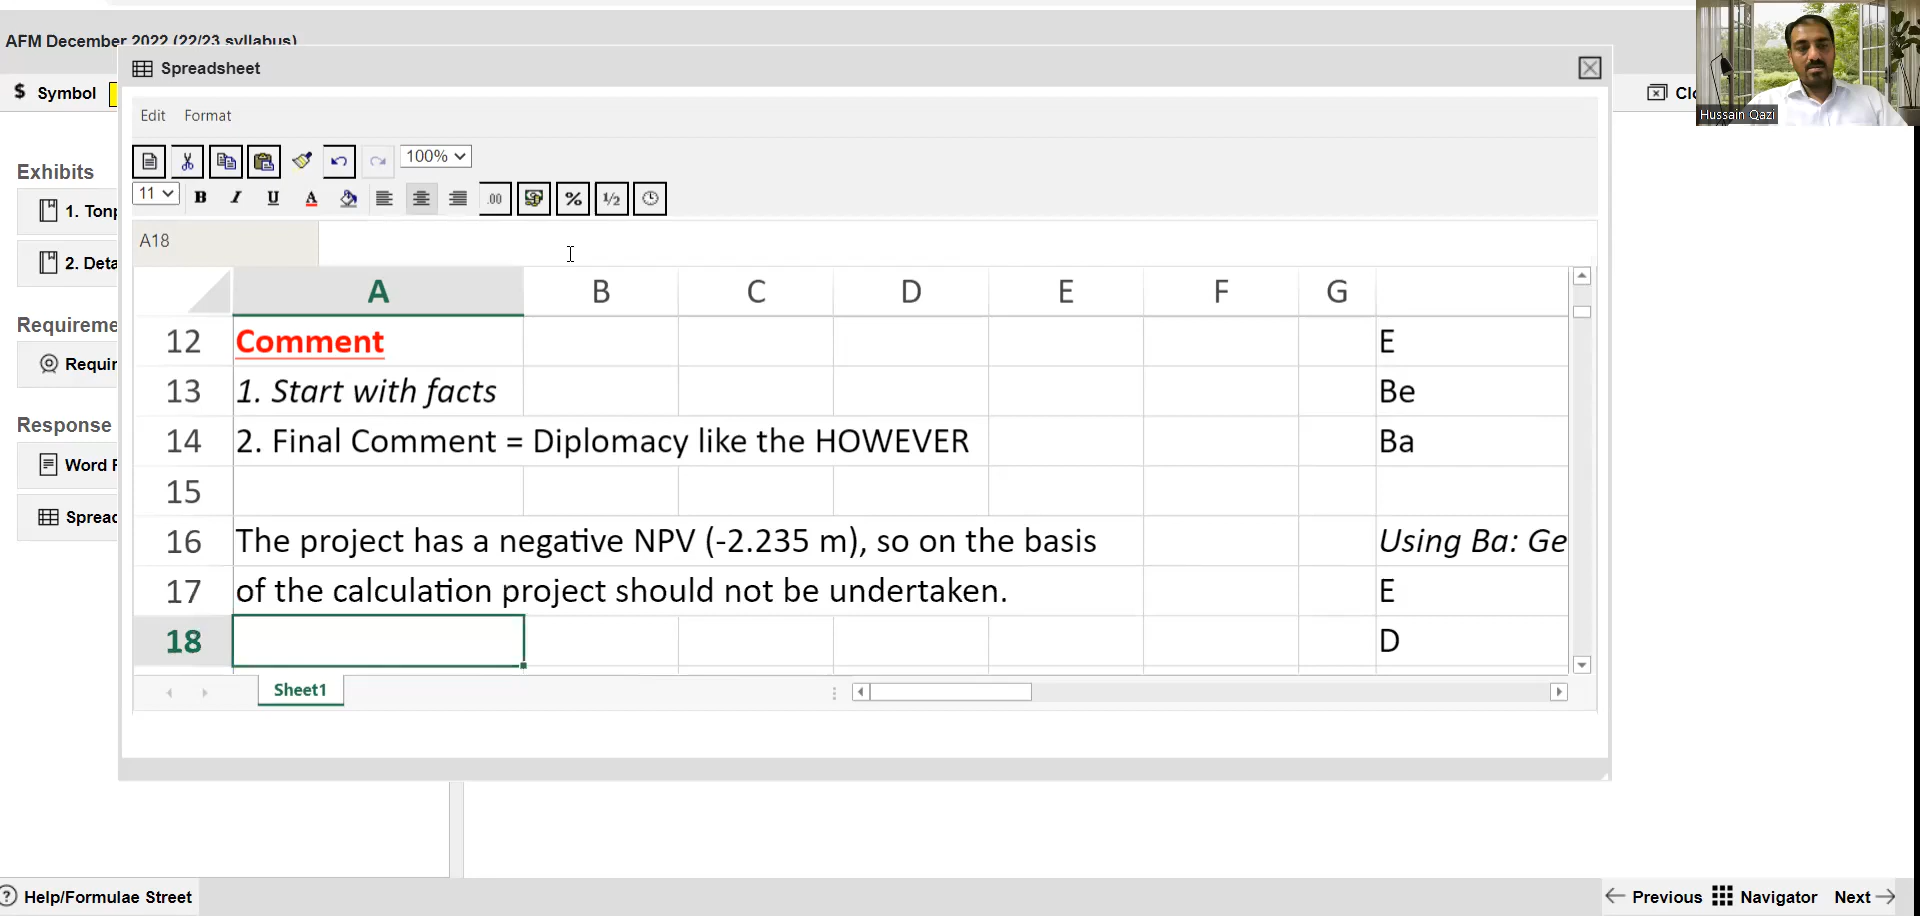 AFM December 2022 (22/23 syllabus)
Spreadsheet
Hussain Qazi
$ Symbol
Edit Format
100%
11 B I U A .00 % 1/2
A18
Exhibits
1. Tonp
2. Deta
Requireme
Requir
Response
Word
Spreac
A B C D E F G
12 Comment E
13 1. Start with facts Be
14 2. Final Comment = Diplomacy like the HOWEVER Ba
15
16 The project has a negative NPV (-2.235 m), so on the basis Using Ba: Ge
17 of the calculation project should not be undertaken. E
18 D
Sheet1
? Help/Formulae Street
Previous Navigator Next